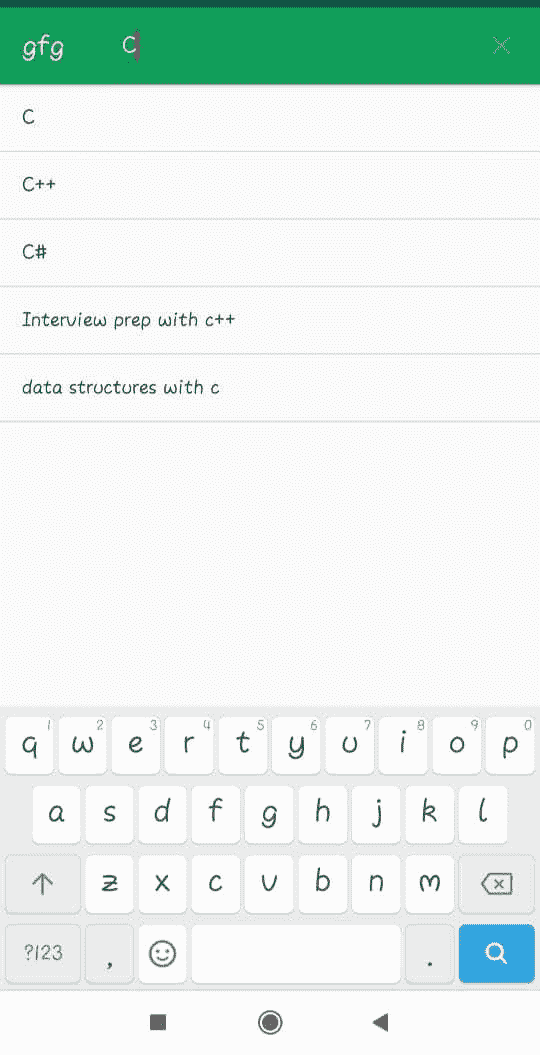 gfg C
C
C++
C#
Interview prep with c++
data structures with c
1 2 3 4 5 6 7 8 9 0
q w e r t y u i o p
a s d f g h j k l
z x c v b n m
?123 , .